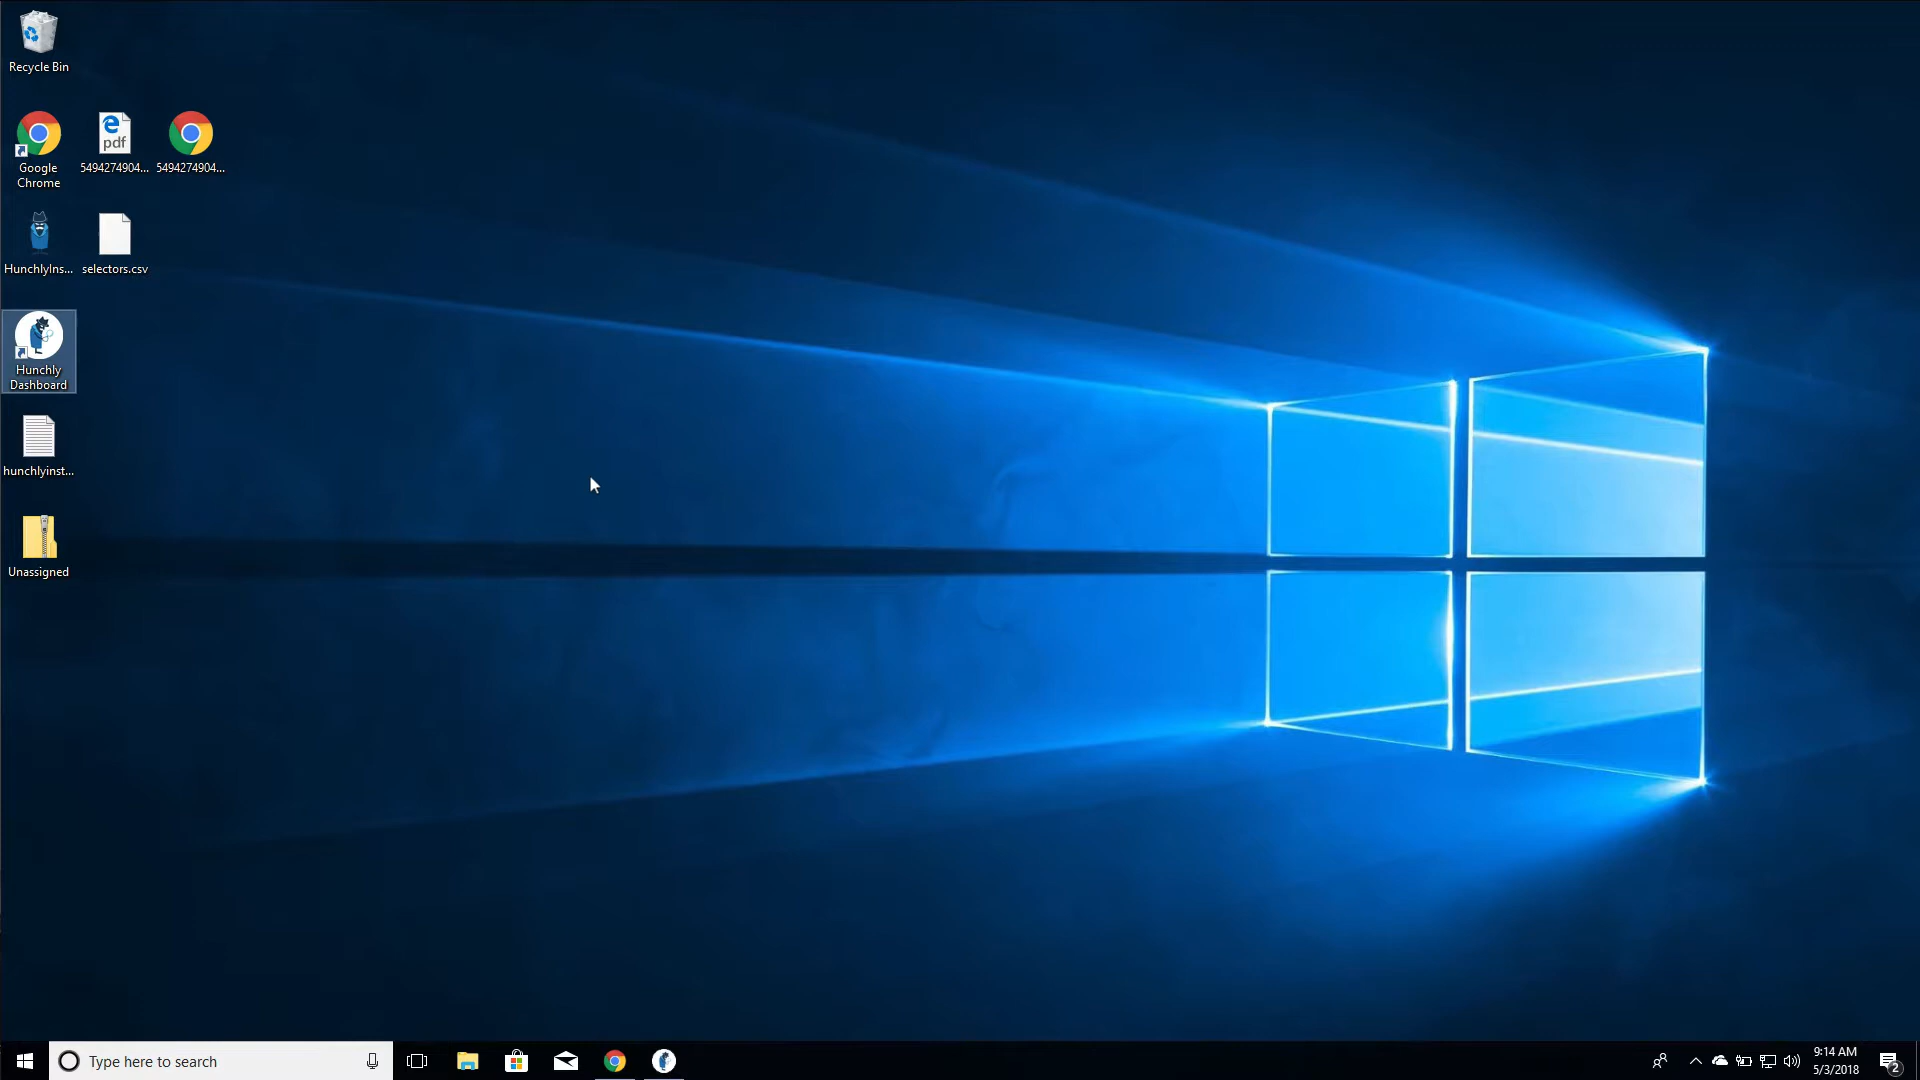 Recycle Bin
Google
Chrome
pdf
5494274904...
5494274904...
HunchlyIns...
selectors.csv
Hunchly
Dashboard
hunchlyinst...
Unassigned
Type here to search
9:14 AM
5/3/2018
2